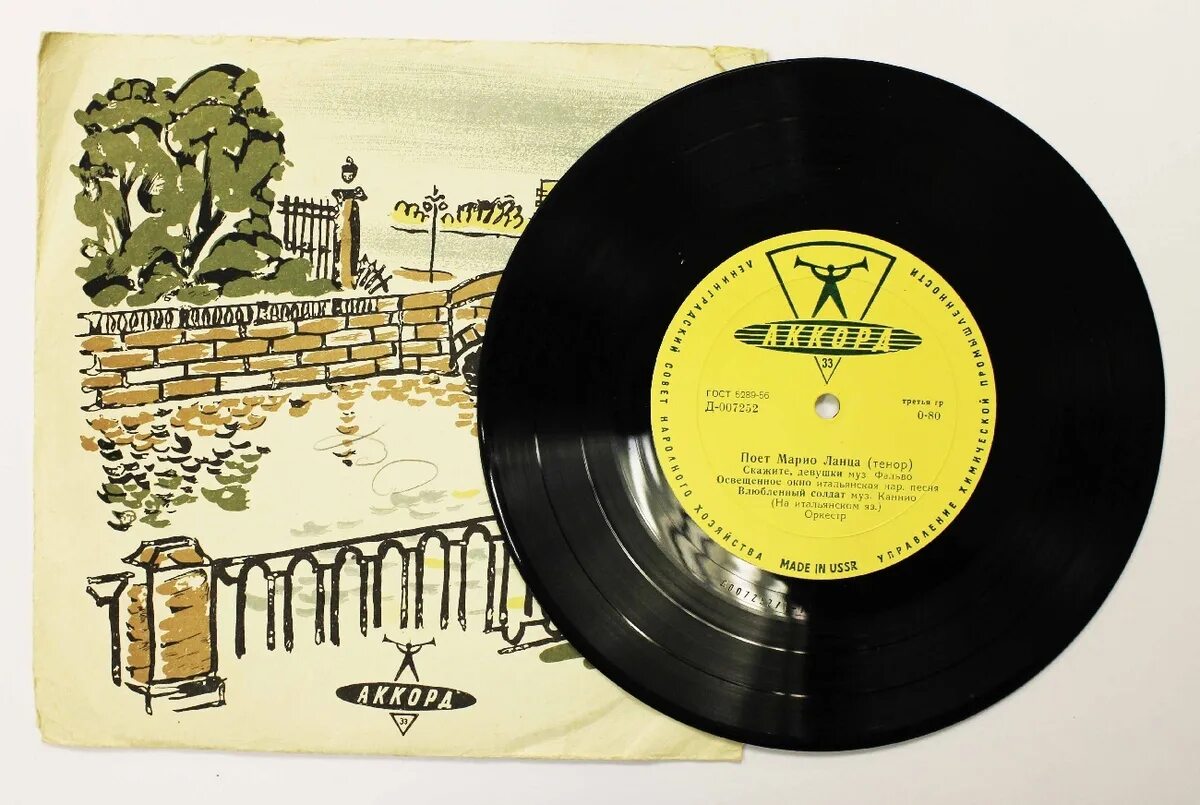 АККОРД
33
ЛЕНИНГРАДСКИЙ СОВЕТ НАРОДНОГО ХОЗЯЙСТВА
УПРАВЛЕНИЕ ХИМИЧЕСКОЙ ПРОМЫШЛЕННОСТИ
АККОРД
33
ГОСТ 5289-56
Д-007252
третья гр
0-80
Поет Марио Ланца (тенор)
Скажите, девушки муз. Фальво
Освещенное окно итальянская нар. песня
Влюбленный солдат муз. Каннио
(На итальянском яз.)
Оркестр
MADE IN USSR